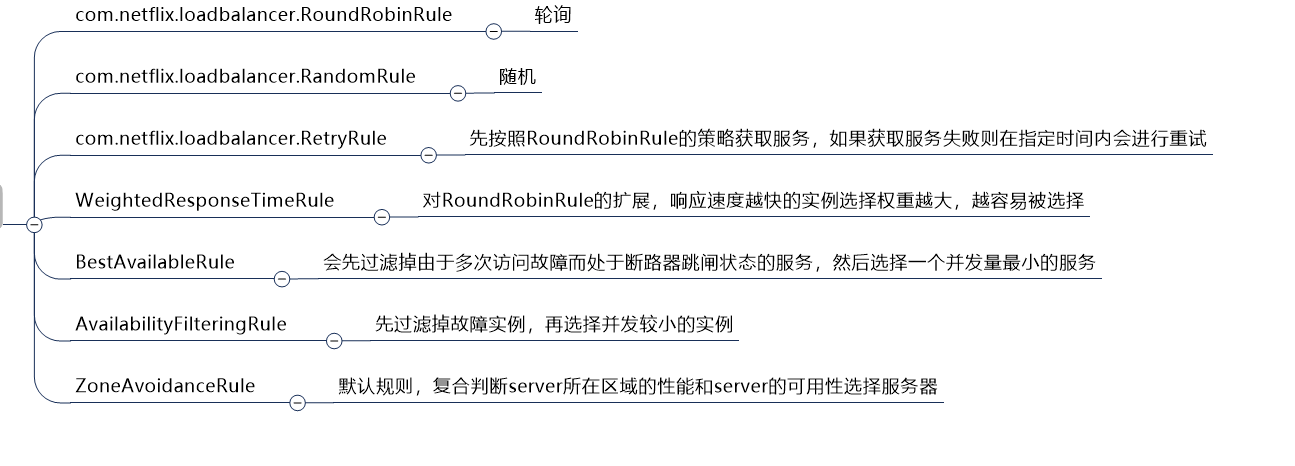 com.netflix.loadbalancer.RoundRobinRule 轮询
com.netflix.loadbalancer.RandomRule 随机
com.netflix.loadbalancer.RetryRule 先按照RoundRobinRule的策略获取服务，如果获取服务失败则在指定时间内会进行重试
WeightedResponseTimeRule 对RoundRobinRule的扩展，响应速度越快的实例选择权重越大，越容易被选择
BestAvailableRule 会先过滤掉由于多次访问故障而处于断路器跳闸状态的服务，然后选择一个并发量最小的服务
AvailabilityFilteringRule 先过滤掉故障实例，再选择并发较小的实例
ZoneAvoidanceRule 默认规则，复合判断server所在区域的性能和server的可用性选择服务器